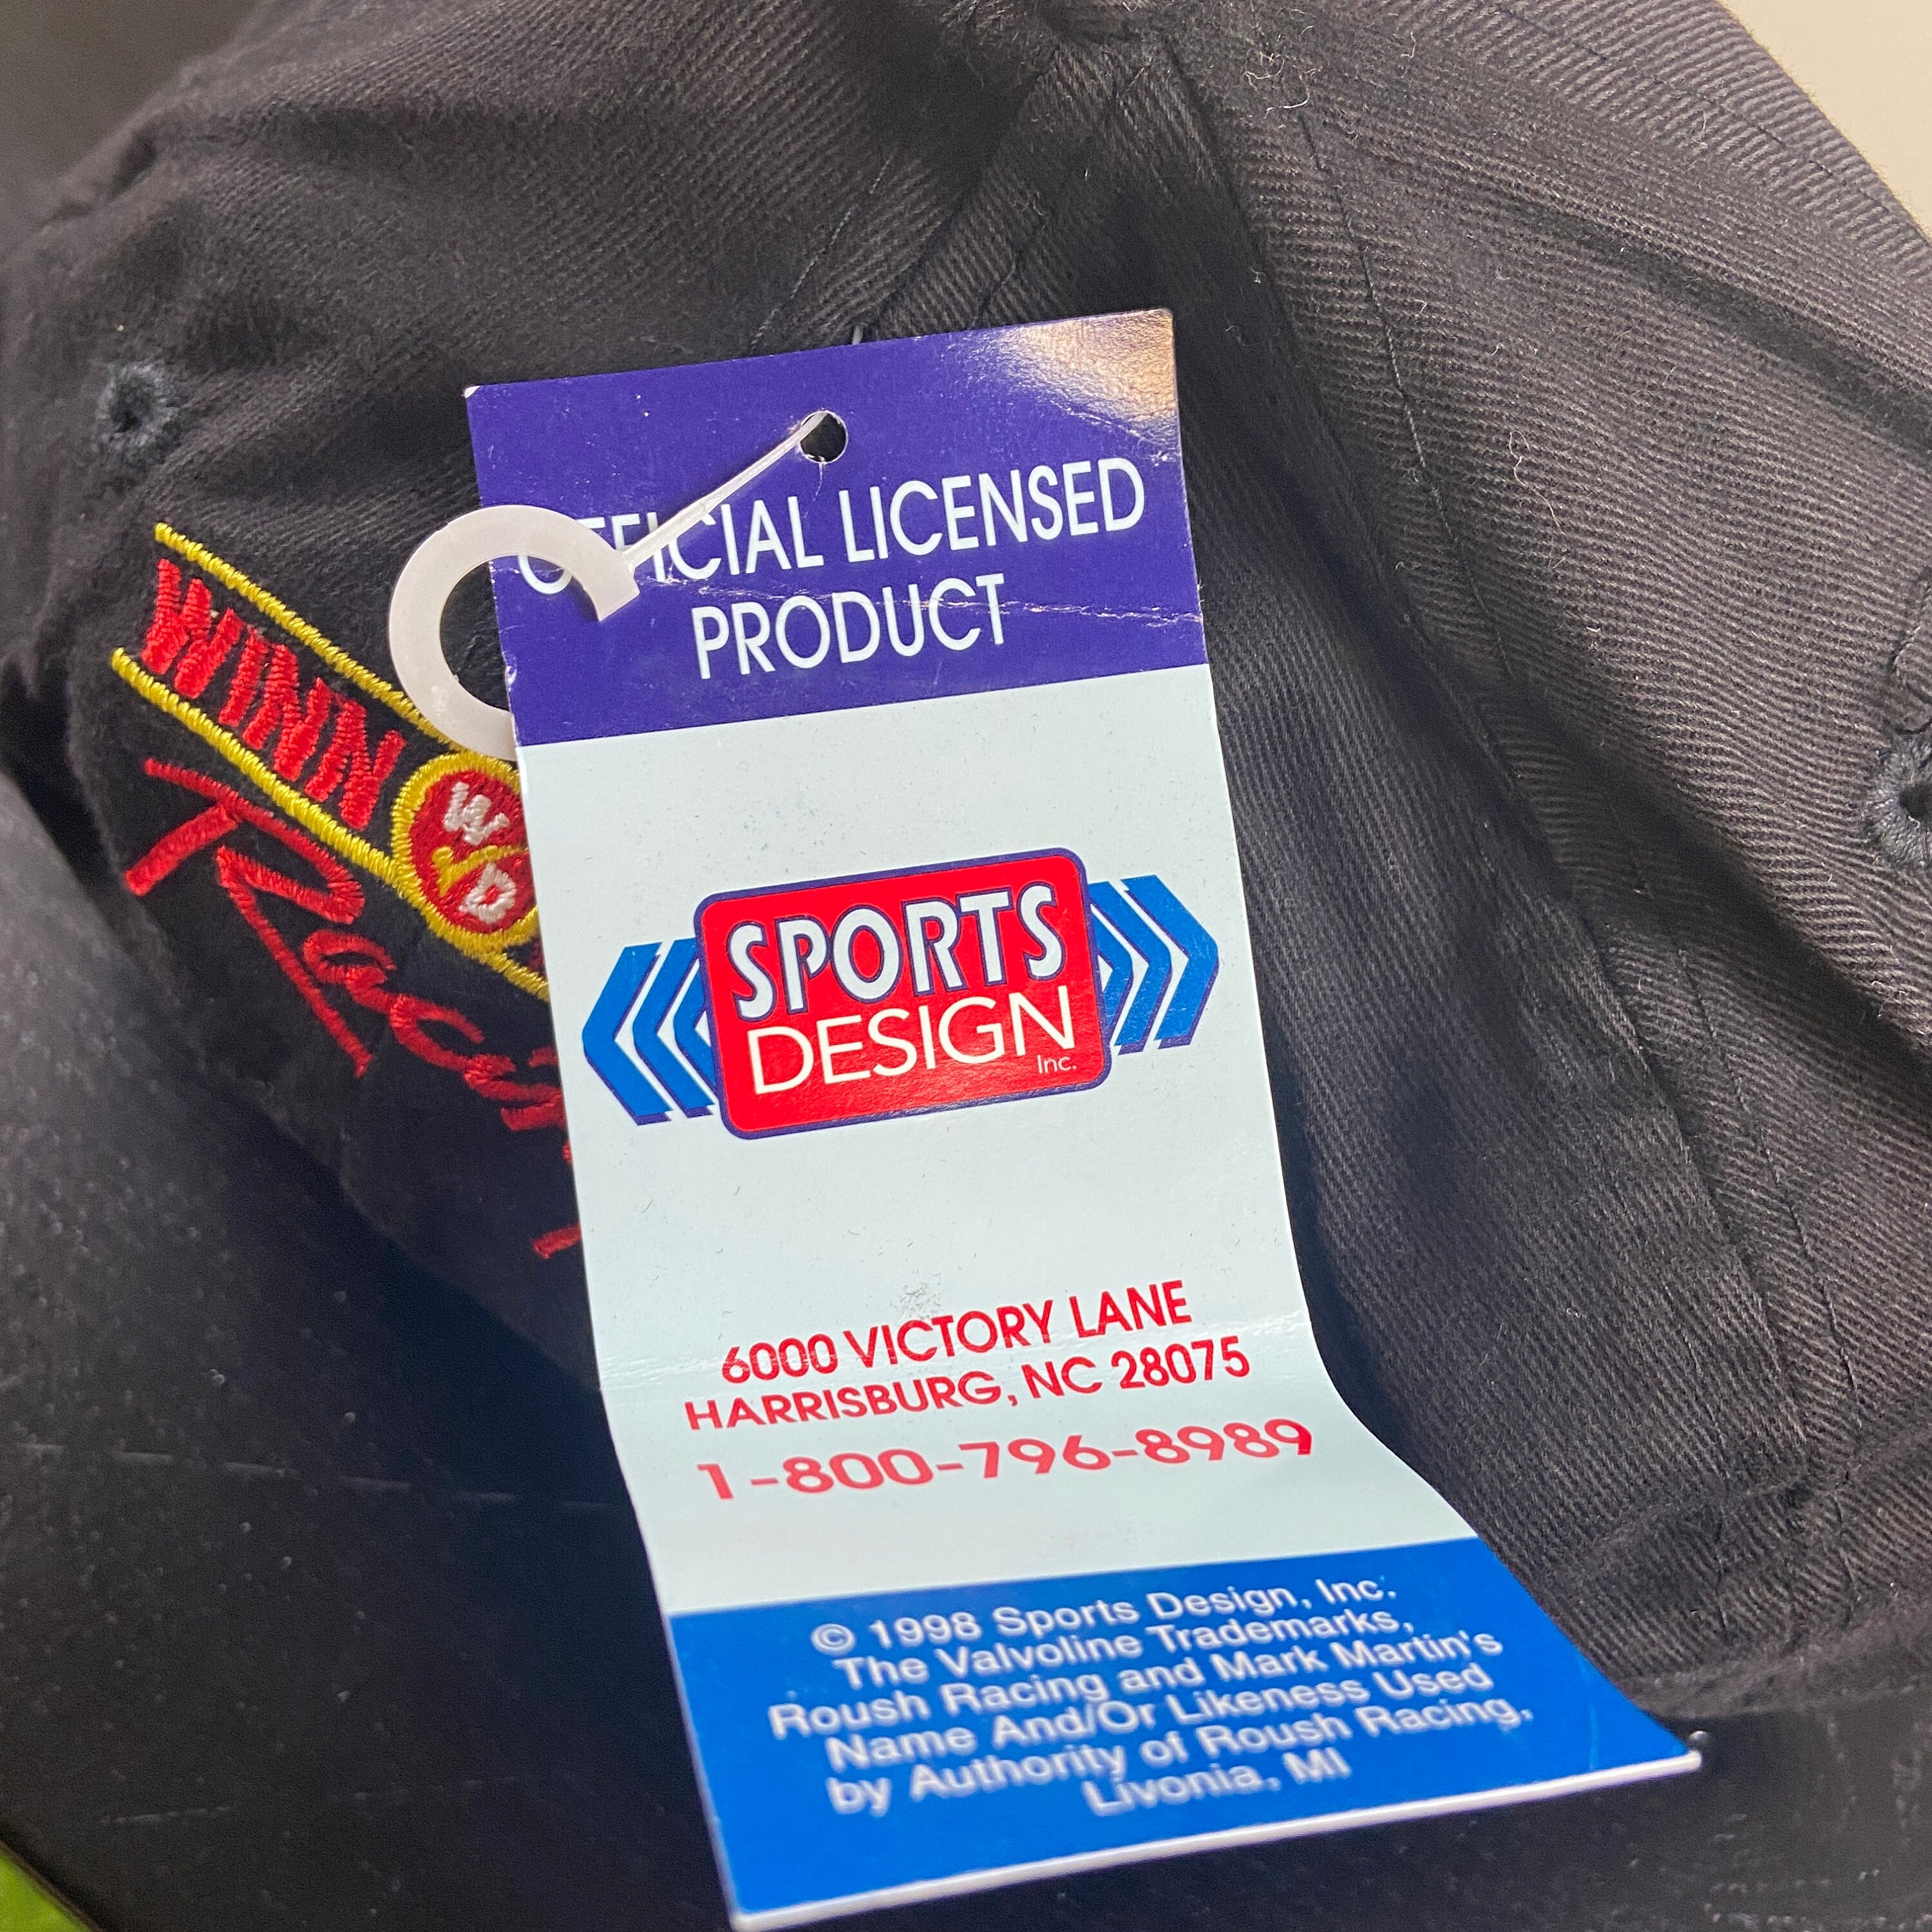 OFFICIAL LICENSED
PRODUCT
WINN
W D
Racing
SPORTS
DESIGN
Inc.
6000 VICTORY LANE
HARRISBURG, NC 28075
1-800-796-8989
© 1998 Sports Design, Inc.
The Valvoline Trademarks,
Roush Racing and Mark Martin's
Name And/Or Likeness Used
by Authority of Roush Racing,
Livonia, MI